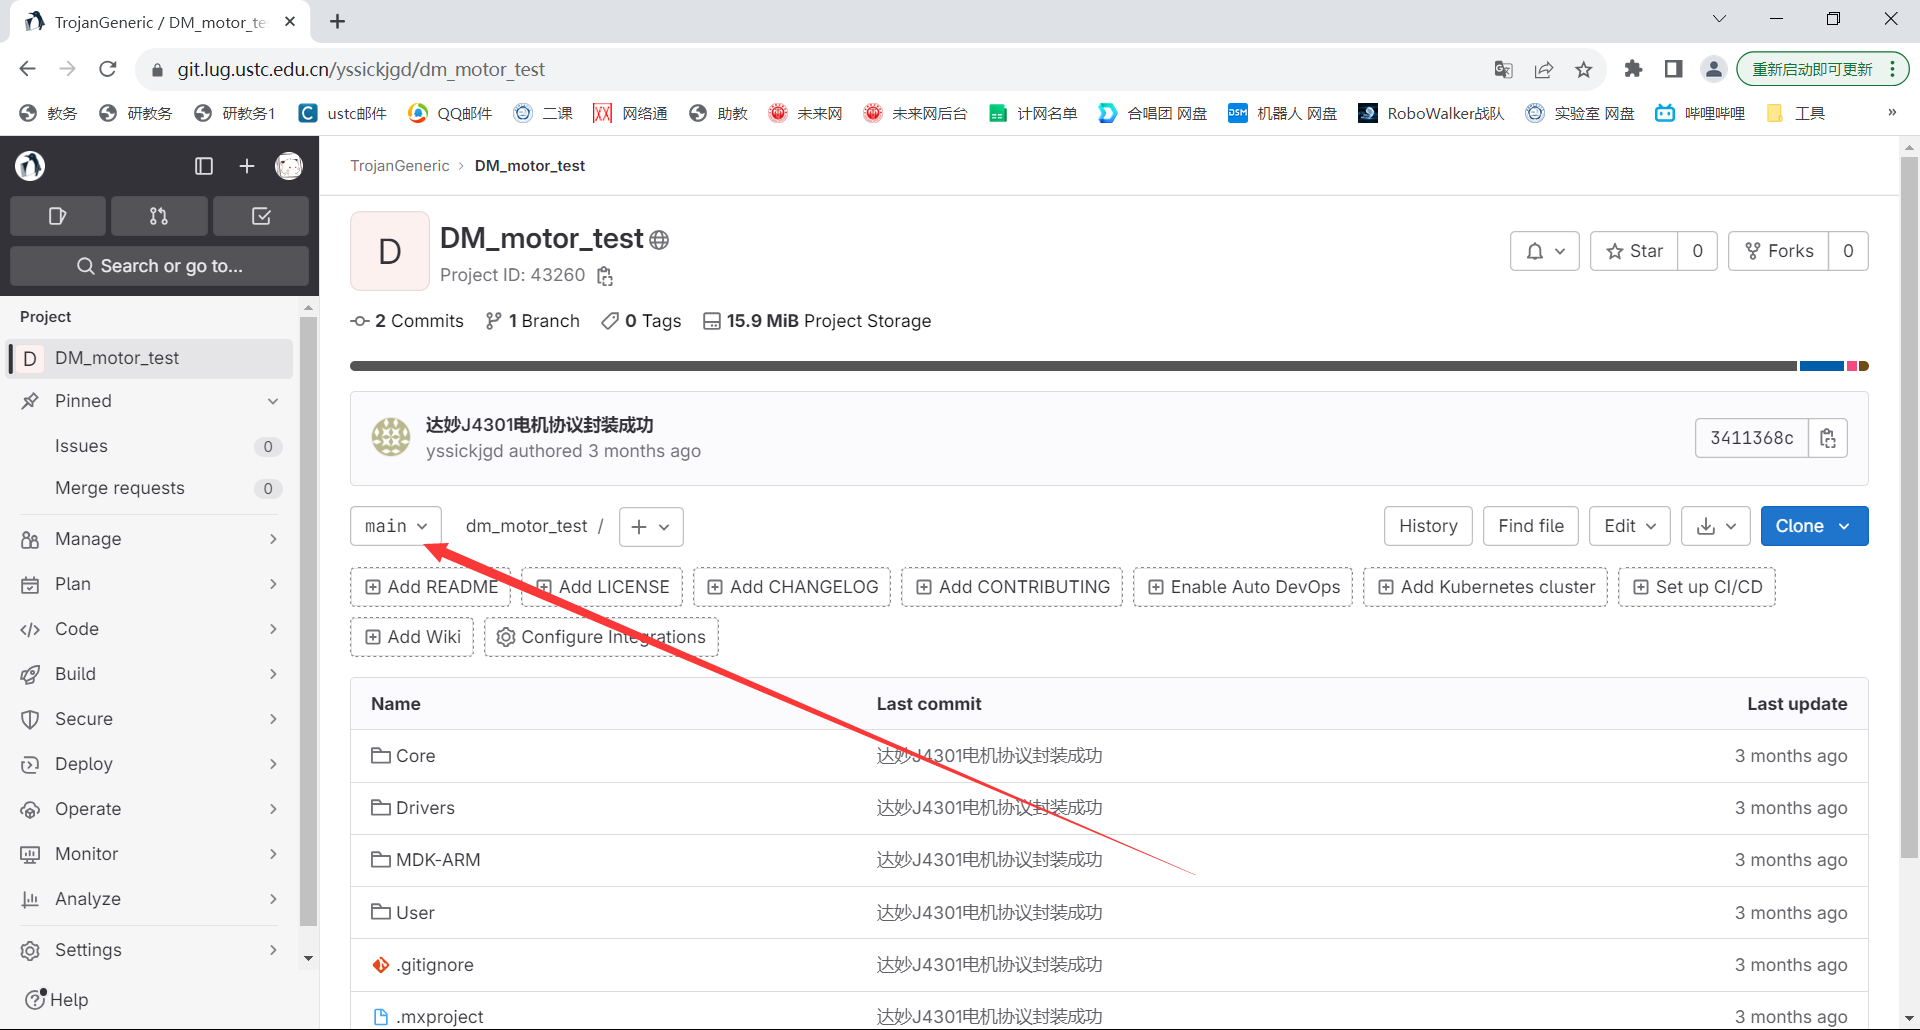 TrojanGeneric / DM_motor_te
git.lug.ustc.edu.cn/yssickjgd/dm_motor_test
重新启动即可更新
教务 研教务 研教务1 ustc邮件 QQ邮件 二课 网络通 助教 未来网 未来网后台 计网名单 合唱团 网盘 机器人 网盘 RoboWalker战队 实验室 网盘 哔哩哔哩 工具 »
Search or go to...
Project
D DM_motor_test
Pinned
Issues 0
Merge requests 0
Manage
Plan
Code
Build
Secure
Deploy
Operate
Monitor
Analyze
Settings
Help
TrojanGeneric › DM_motor_test
D
DM_motor_test
Project ID: 43260
Star 0
Forks 0
2 Commits 1 Branch 0 Tags 15.9 MiB Project Storage
达妙J4301电机协议封装成功
yssickjgd authored 3 months ago
3411368c
main dm_motor_test / +
History Find file Edit Clone
Add README Add LICENSE Add CHANGELOG Add CONTRIBUTING Enable Auto DevOps Add Kubernetes cluster Set up CI/CD
Add Wiki Configure Integrations
Name Last commit Last update
Core 达妙J4301电机协议封装成功 3 months ago
Drivers 达妙J4301电机协议封装成功 3 months ago
MDK-ARM 达妙J4301电机协议封装成功 3 months ago
User 达妙J4301电机协议封装成功 3 months ago
.gitignore 达妙J4301电机协议封装成功 3 months ago
.mxproject 达妙J4301电机协议封装成功 3 months ago